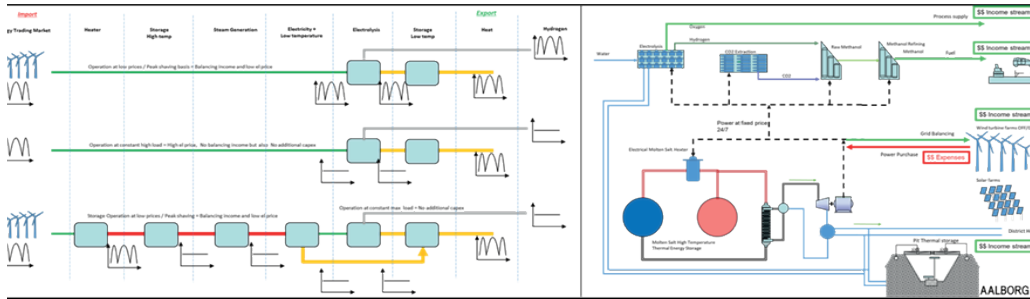 Import
Export
gy Trading Market
Heater
Storage
High-temp
Steam Generation
Electricity +
Low temperature
Electrolysis
Storage
Low temp
Heat
Hydrogen
Operation at low prices / Peak shaving basis = Balancing income and low el price
Operation at constant high load = High el price, No balancing income but also No additional capex
Operation at constant max load = No additional capex
Storage Operation at low prices / Peak shaving = Balancing income and low el price
$$ Income stream
Process supply
Oxygen
Hydrogen
Water
Electrolysis
CO2 Extraction
Raw Methanol
Methanol Refining
Methanol
Fuel
$$ Income stream
CO2
Power at feed price
24/7
$$ Income stream
Wind turbine farms
Grid Balancing
Power Purchase
$$ Expenses
Electrical Molten Salt Heater
Solar farms
Molten Salt High Temperature
Thermal Energy Storage
District H
Pit Thermal storage
$$ Income stream
AALBORG